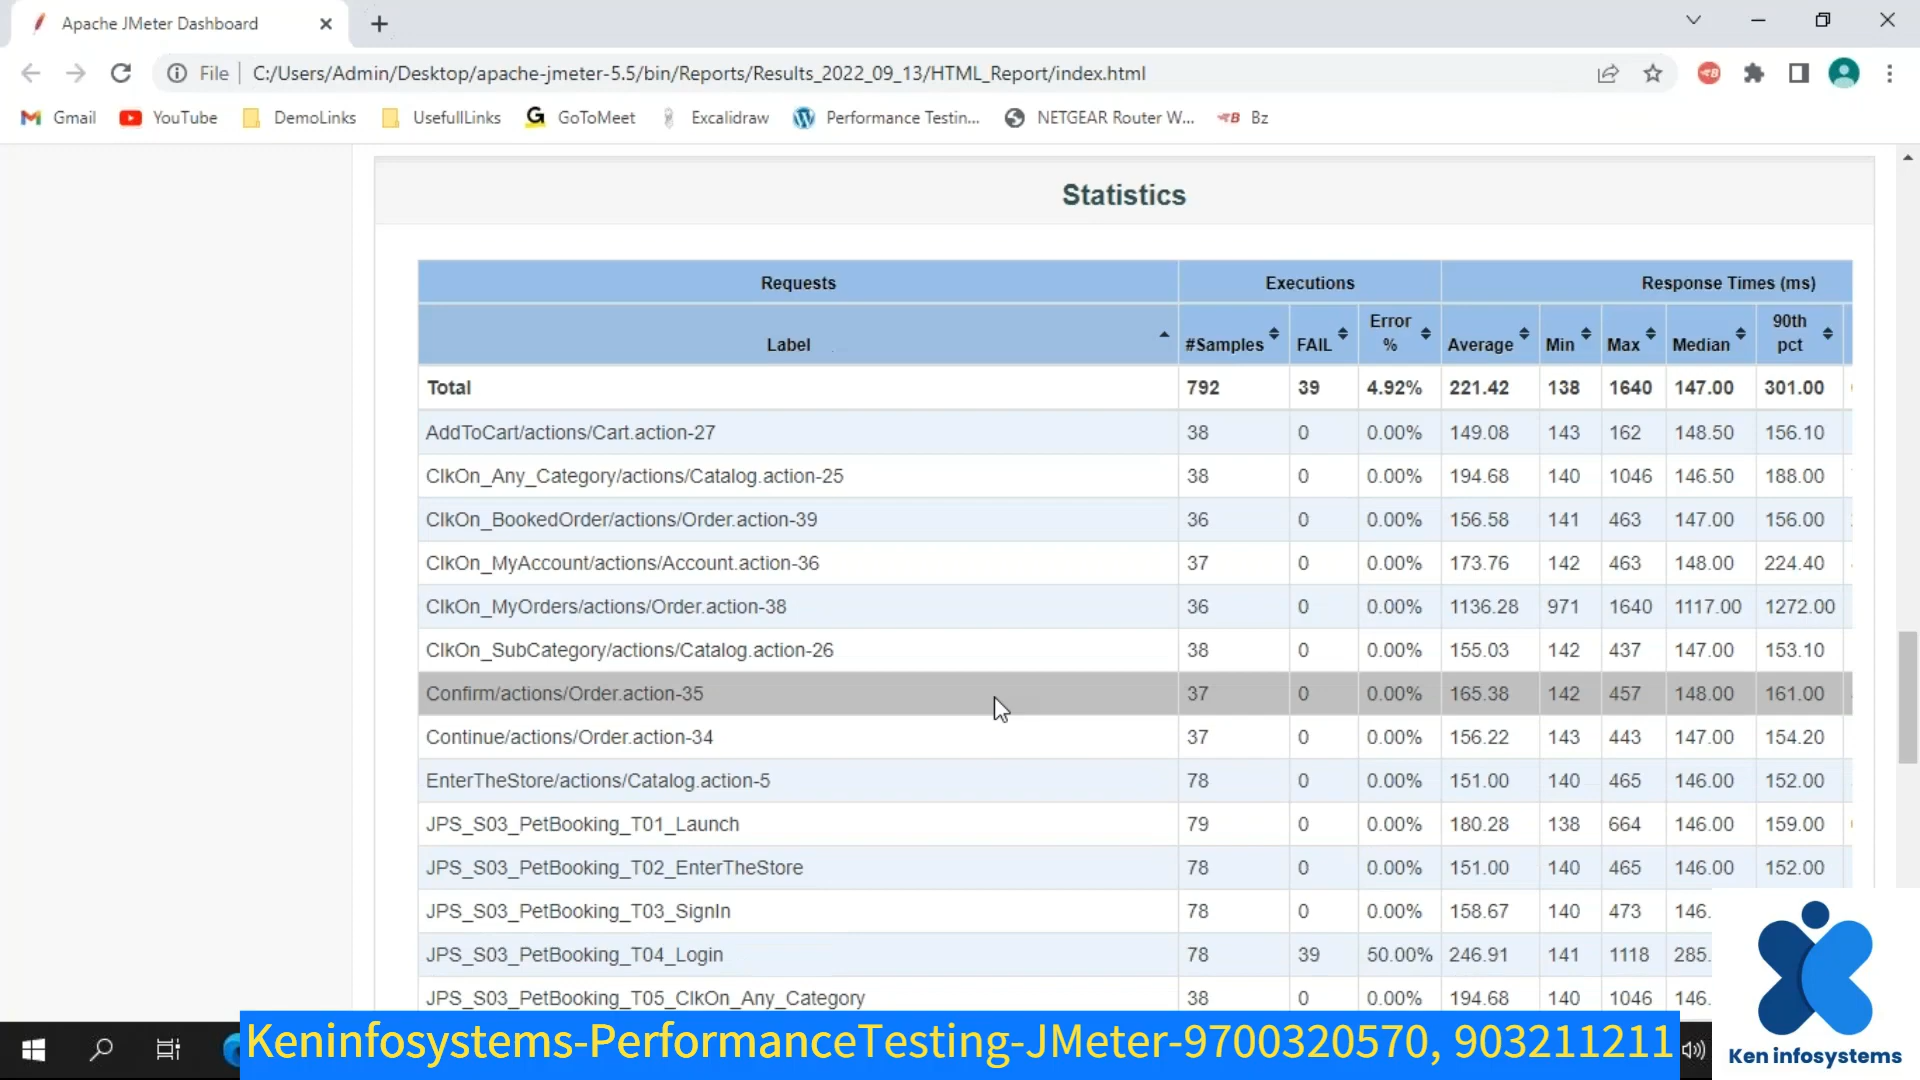 Apache JMeter Dashboard
File C:/Users/Admin/Desktop/apache-jmeter-5.5/bin/Reports/Results_2022_09_13/HTML_Report/index.html
Gmail YouTube DemoLinks UsefullLinks GoToMeet Excalidraw Performance Testin... NETGEAR Router W... Bz
Statistics
Requests Executions Response Times (ms)
Label #Samples FAIL Error % Average Min Max Median 90th pct
Total 792 39 4.92% 221.42 138 1640 147.00 301.00
AddToCart/actions/Cart.action-27 38 0 0.00% 149.08 143 162 148.50 156.10
ClkOn_Any_Category/actions/Catalog.action-25 38 0 0.00% 194.68 140 1046 146.50 188.00
ClkOn_BookedOrder/actions/Order.action-39 36 0 0.00% 156.58 141 463 147.00 156.00
ClkOn_MyAccount/actions/Account.action-36 37 0 0.00% 173.76 142 463 148.00 224.40
ClkOn_MyOrders/actions/Order.action-38 36 0 0.00% 1136.28 971 1640 1117.00 1272.00
ClkOn_SubCategory/actions/Catalog.action-26 38 0 0.00% 155.03 142 437 147.00 153.10
Confirm/actions/Order.action-35 37 0 0.00% 165.38 142 457 148.00 161.00
Continue/actions/Order.action-34 37 0 0.00% 156.22 143 443 147.00 154.20
EnterTheStore/actions/Catalog.action-5 78 0 0.00% 151.00 140 465 146.00 152.00
JPS_S03_PetBooking_T01_Launch 79 0 0.00% 180.28 138 664 146.00 159.00
JPS_S03_PetBooking_T02_EnterTheStore 78 0 0.00% 151.00 140 465 146.00 152.00
JPS_S03_PetBooking_T03_SignIn 78 0 0.00% 158.67 140 473 146.
JPS_S03_PetBooking_T04_Login 78 39 50.00% 246.91 141 1118 285.
JPS_S03_PetBooking_T05_ClkOn_Any_Category 38 0 0.00% 194.68 140 1046 146.
Keninfosystems-PerformanceTesting-JMeter-9700320570, 903211211
Ken infosystems